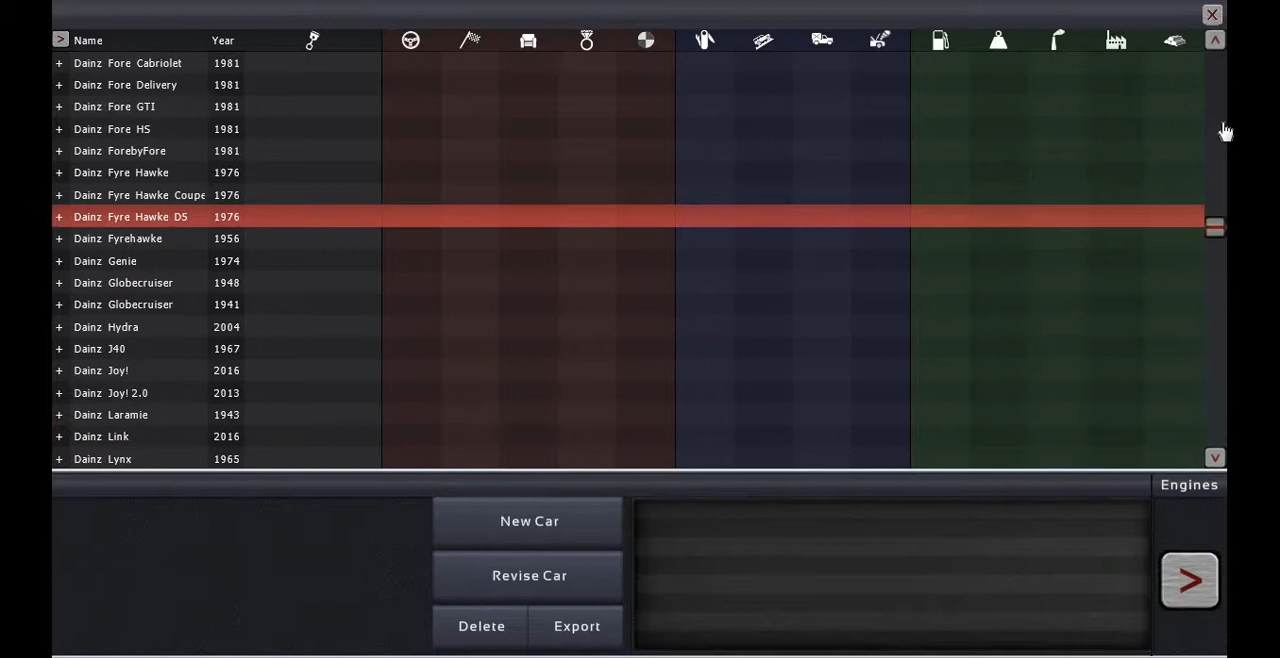 > Name Year X
+ Dainz Fore Cabriolet 1981
+ Dainz Fore Delivery 1981
+ Dainz Fore GTI 1981
+ Dainz Fore HS 1981
+ Dainz ForebyFore 1981
+ Dainz Fyre Hawke 1976
+ Dainz Fyre Hawke Coupe 1976
+ Dainz Fyre Hawke D5 1976
+ Dainz Fyrehawke 1956
+ Dainz Genie 1974
+ Dainz Globecruiser 1948
+ Dainz Globecruiser 1941
+ Dainz Hydra 2004
+ Dainz J40 1967
+ Dainz Joy! 2016
+ Dainz Joy! 2.0 2013
+ Dainz Laramie 1943
+ Dainz Link 2016
+ Dainz Lynx 1965
Engines
New Car
Revise Car
>
Delete Export